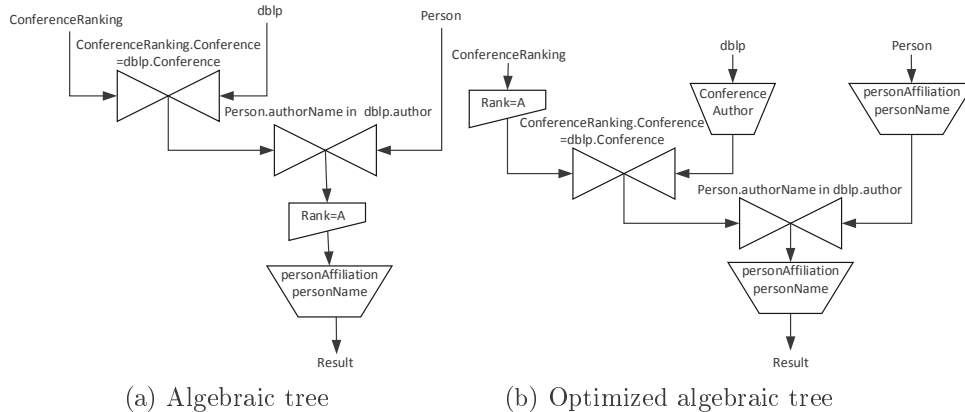 ConferenceRanking
dblp
Person
ConferenceRanking.Conference
=dblp.Conference
Person.authorName in dblp.author
Rank=A
personAffiliation
personName
Result
(a) Algebraic tree
dblp
Person
ConferenceRanking
Rank=A
Conference
Author
personAffiliation
personName
ConferenceRanking.Conference
=dblp.Conference
Person.authorName in dblp.author
personAffiliation
personName
Result
(b) Optimized algebraic tree